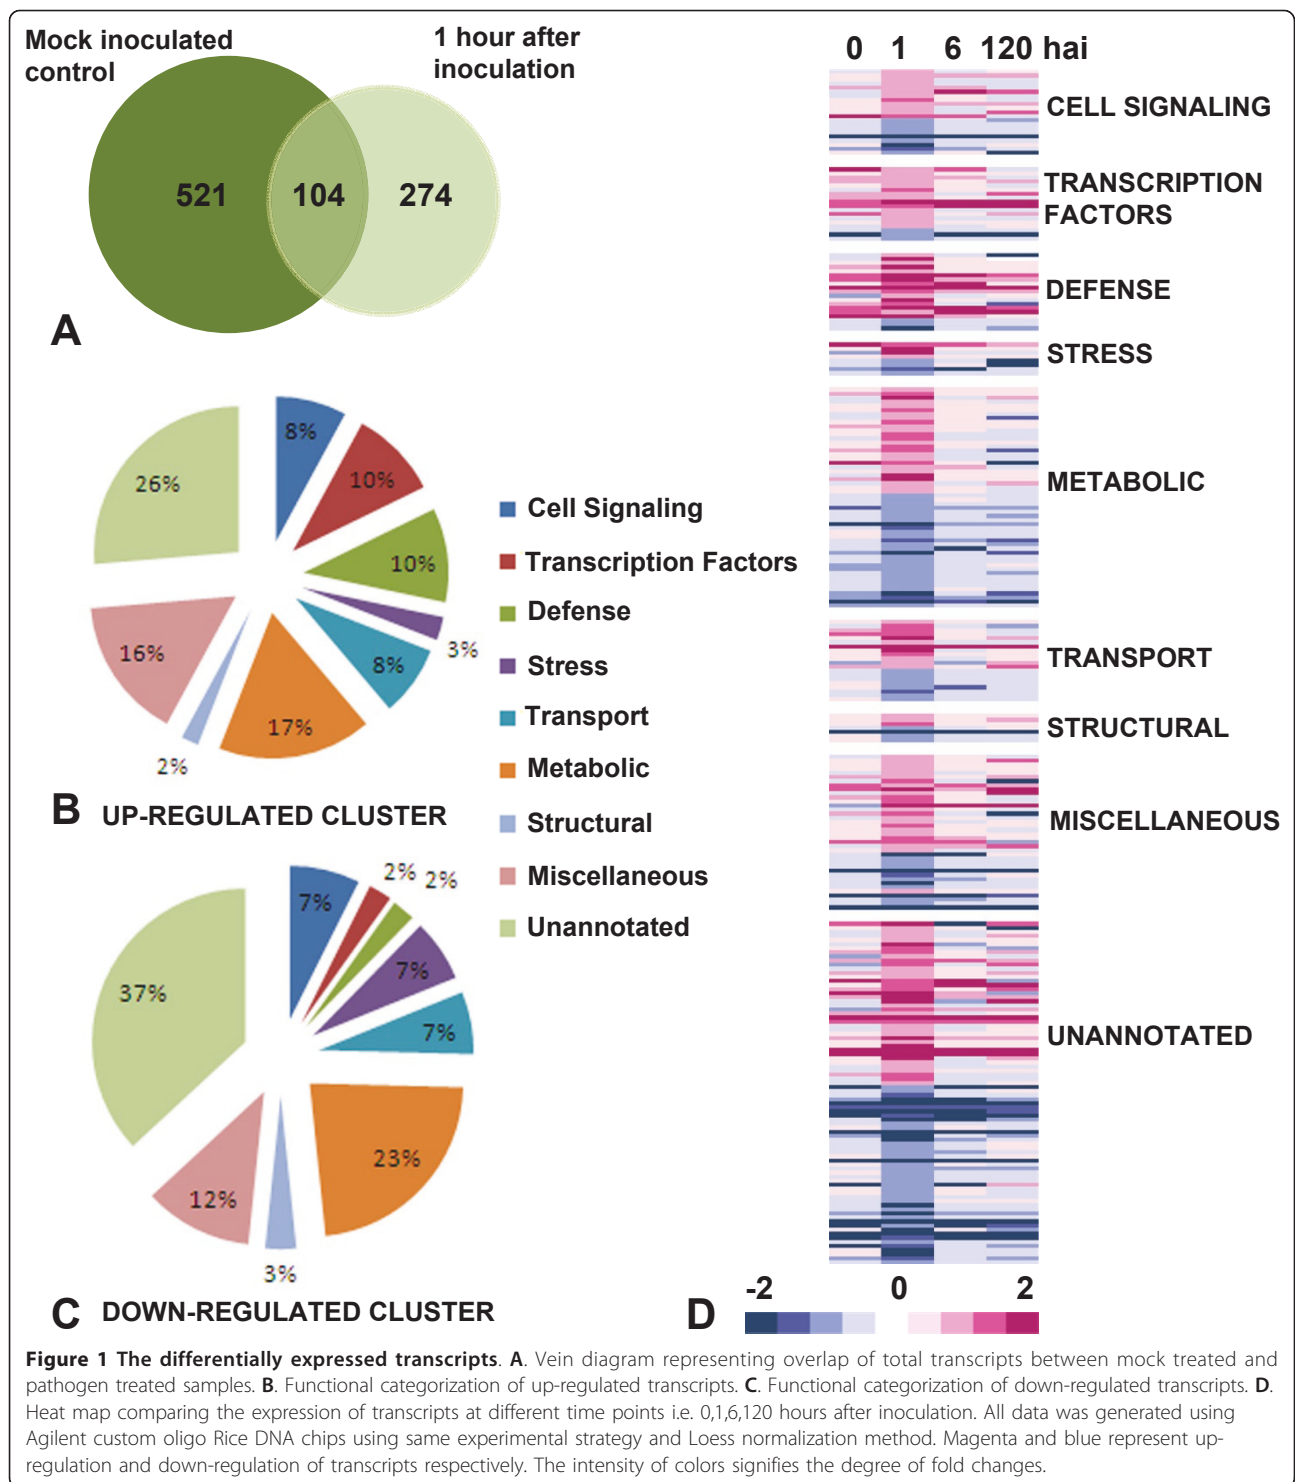 Mock inoculated
control
1 hour after
inoculation
521 104 274
A
8%
10%
10%
3%
8%
17%
2%
16%
26%
B UP-REGULATED CLUSTER
Cell Signaling
Transcription Factors
Defense
Stress
Transport
Metabolic
Structural
Miscellaneous
Unannotated
7%
2% 2%
7%
7%
23%
3%
12%
37%
C DOWN-REGULATED CLUSTER
0 1 6 120 hai
CELL SIGNALING
TRANSCRIPTION
FACTORS
DEFENSE
STRESS
METABOLIC
TRANSPORT
STRUCTURAL
MISCELLANEOUS
UNANNOTATED
-2 0 2
D
Figure 1 The differentially expressed transcripts. A. Vein diagram representing overlap of total transcripts between mock treated and
pathogen treated samples. B. Functional categorization of up-regulated transcripts. C. Functional categorization of down-regulated transcripts. D.
Heat map comparing the expression of transcripts at different time points i.e. 0,1,6,120 hours after inoculation. All data was generated using
Agilent custom oligo Rice DNA chips using same experimental strategy and Loess normalization method. Magenta and blue represent up-
regulation and down-regulation of transcripts respectively. The intensity of colors signifies the degree of fold changes.